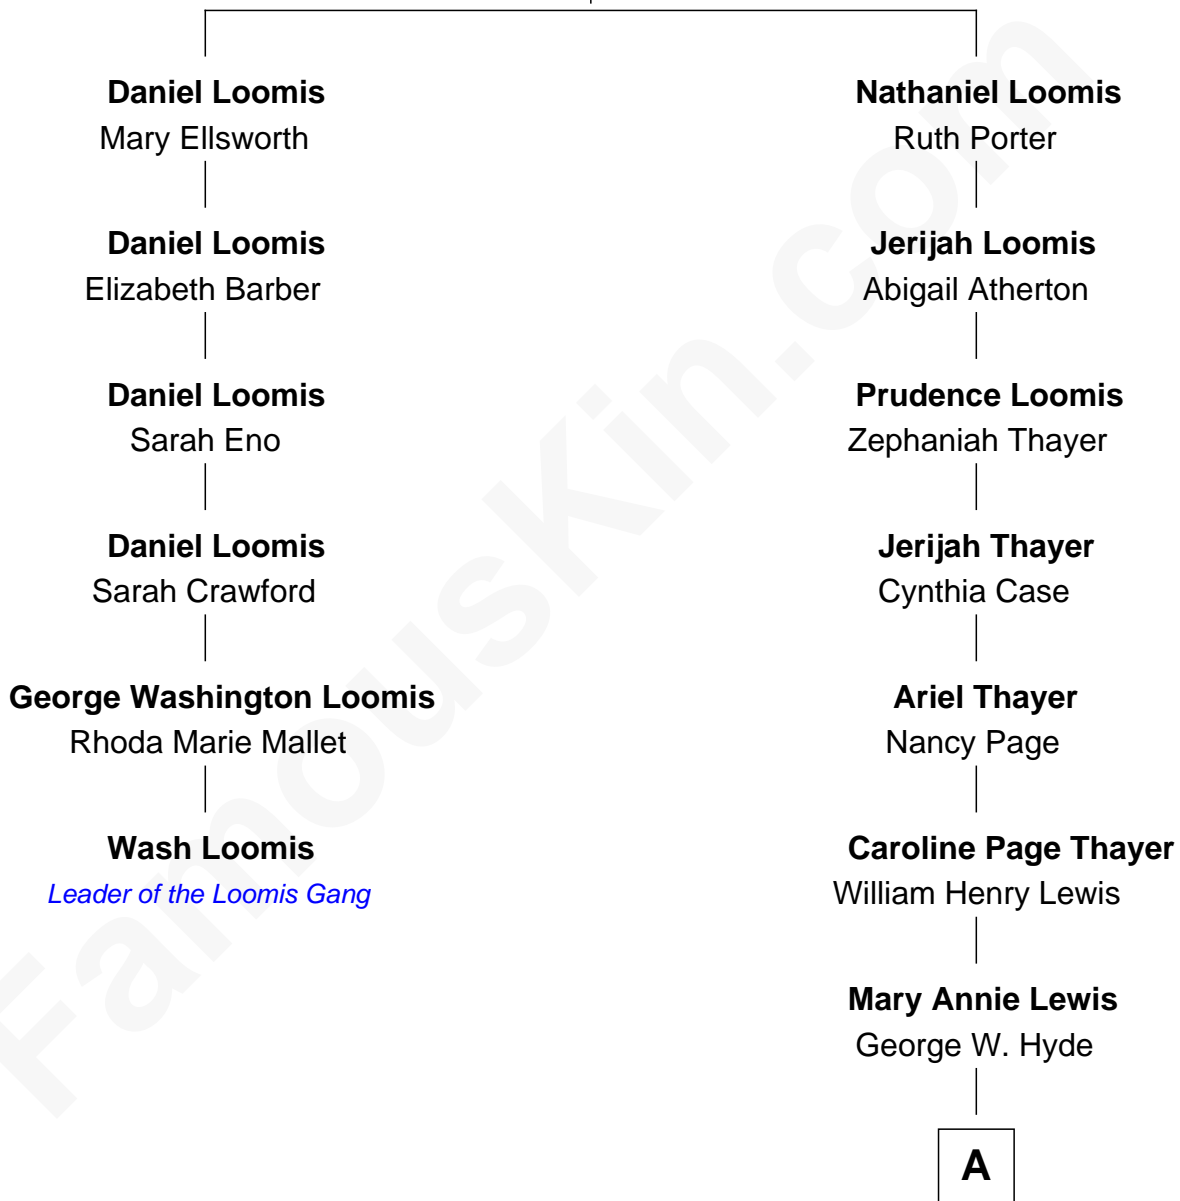 Daniel Loomis
Mary Ellsworth
Daniel Loomis
Elizabeth Barber
Daniel Loomis
Sarah Eno
Daniel Loomis
Sarah Crawford
George Washington Loomis
Rhoda Marie Mallet
Wash Loomis
Leader of the Loomis Gang
Nathaniel Loomis
Ruth Porter
Jerijah Loomis
Abigail Atherton
Prudence Loomis
Zephaniah Thayer
Jerijah Thayer
Cynthia Case
Ariel Thayer
Nancy Page
Caroline Page Thayer
William Henry Lewis
Mary Annie Lewis
George W. Hyde
A
FamousKin.com